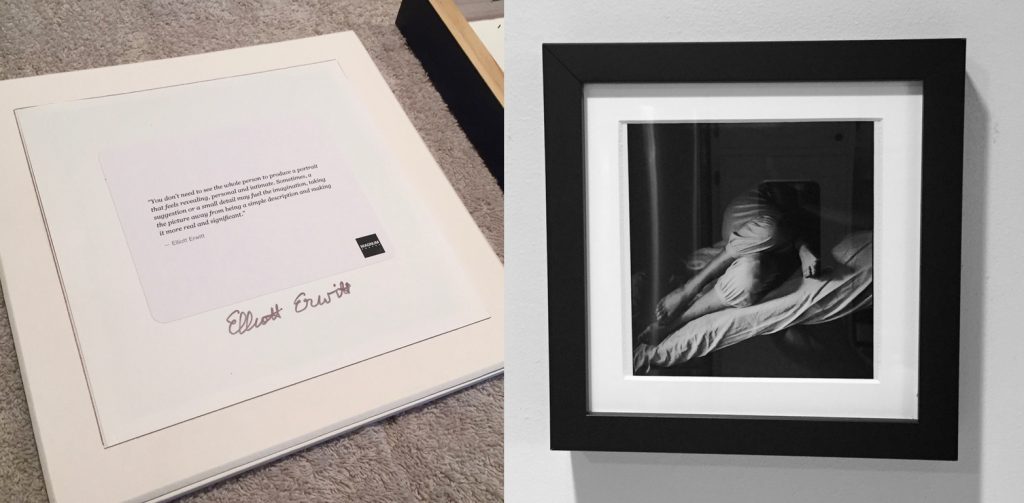 "You don't need to see the whole person to produce a portrait
that feels revealing, personal and intimate. Sometimes, a
suggestion or a small detail may fuel the imagination, taking
the picture away from being a simple description and making
it more real and significant."
— Elliott Erwitt
MAGNUM
Elliott Erwitt